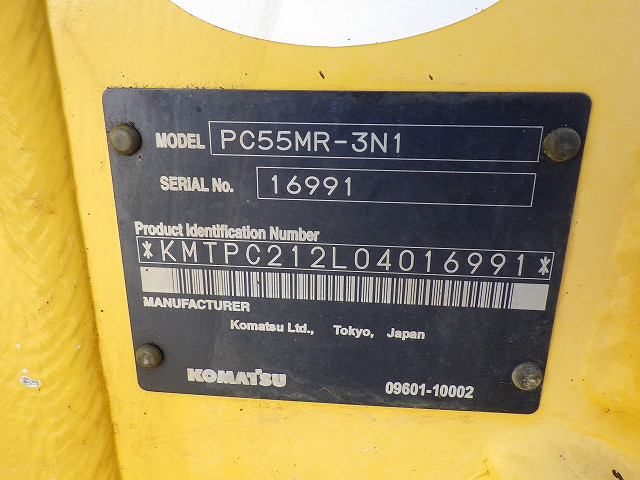 MODEL PC55MR-3N1
SERIAL No. 16991
Product Identification Number
*KMTPC212L04016991*
MANUFACTURER
Komatsu Ltd., Tokyo, Japan
KOMATSU 09601-10002